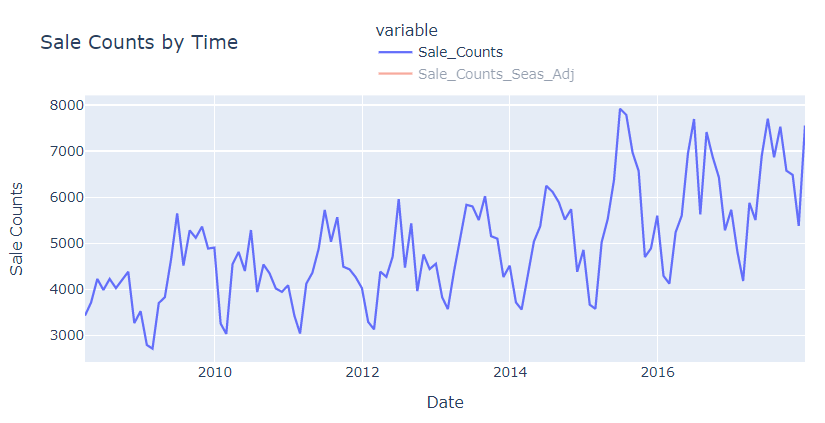 Sale Counts by Time
variable
Sale_Counts
Sale_Counts_Seas_Adj
8000
7000
6000
5000
4000
3000
Sale Counts
2010
2012
2014
2016
Date